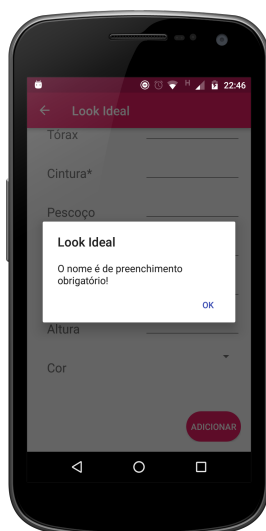 H 22:46
Look Ideal
Tórax
Cintura*
Pescoço
Look Ideal
O nome é de preenchimento
obrigatório!
OK
Altura
Cor
ADICIONAR